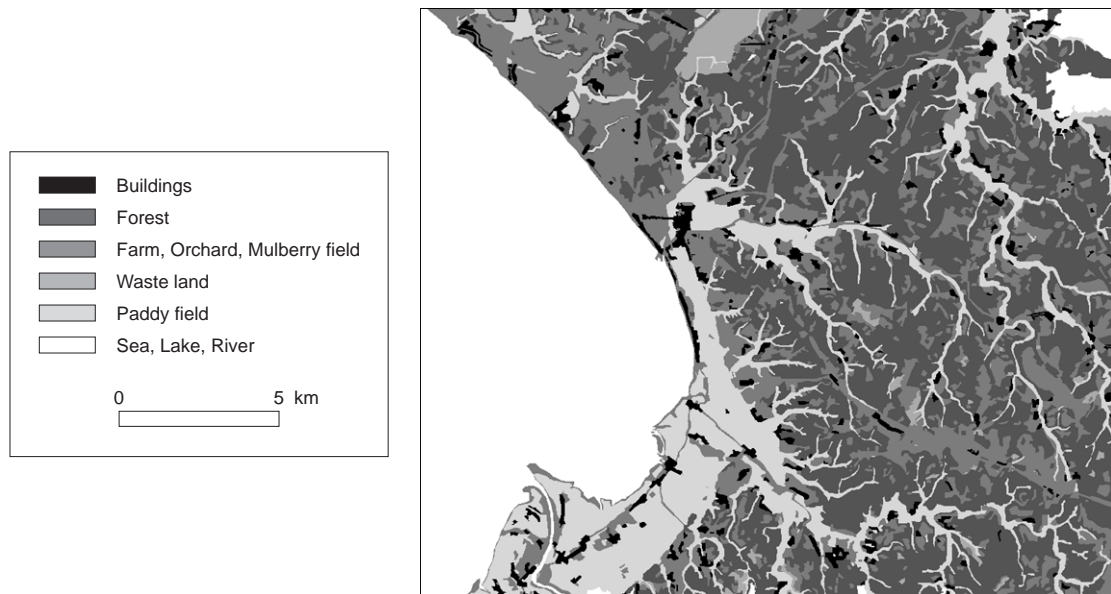 Buildings
Forest
Farm, Orchard, Mulberry field
Waste land
Paddy field
Sea, Lake, River
0 5 km